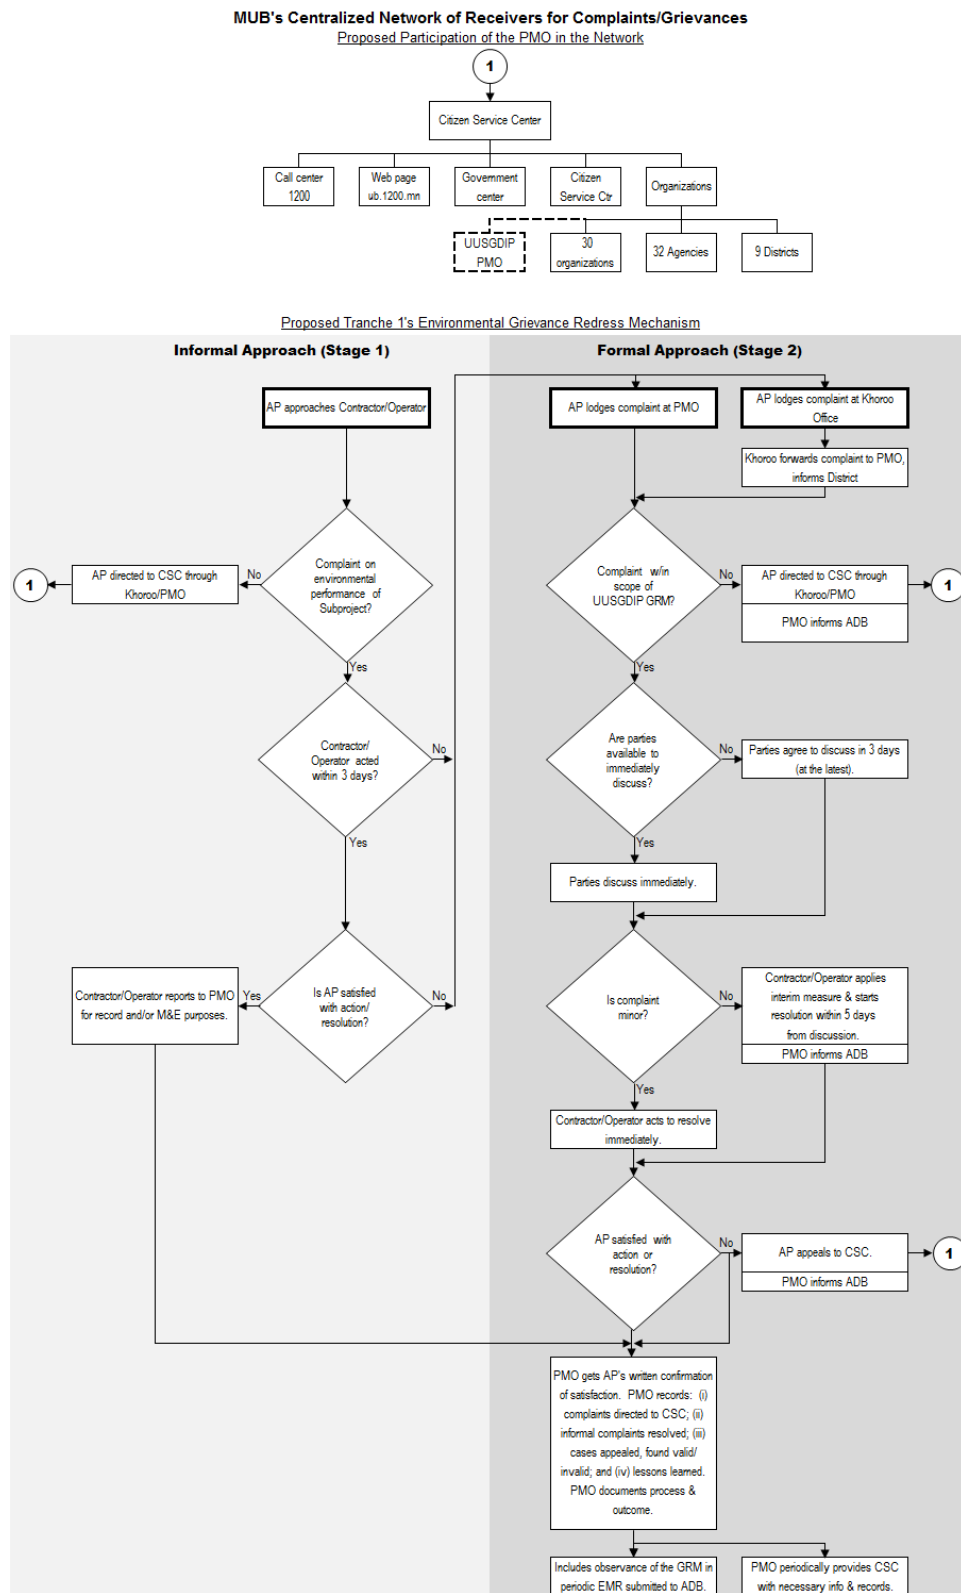 MUB's Centralized Network of Receivers for Complaints/Grievances
Proposed Participation of the PMO in the Network
1
Citizen Service Center
Call center
1200
Web page
ub.1200.mn
Government
center
Citizen
Service Ctr
Organizations
UUSGDIP
PMO
30
organizations
32 Agencies
9 Districts
Proposed Tranche 1's Environmental Grievance Redress Mechanism
Informal Approach (Stage 1)
Formal Approach (Stage 2)
AP approaches Contractor/Operator
AP lodges complaint at PMO
AP lodges complaint at Khoroo
Office
Khoroo forwards complaint to PMO,
informs District
1
AP directed to CSC through
Khoroo/PMO
No
Complaint on
environmental
performance of
Subproject?
Yes
Complaint w/in
scope of
UUSGDIP GRM?
No
AP directed to CSC through
Khoroo/PMO
PMO informs ADB
1
Yes
Contractor/
Operator acted
within 3 days?
No
Yes
Are parties
available to
immediately
discuss?
No
Parties agree to discuss in 3 days
(at the latest).
Yes
Parties discuss immediately.
Contractor/Operator reports to PMO
for record and/or M&E purposes.
Yes
Is AP satisfied
with action/
resolution?
No
Is complaint
minor?
No
Contractor/Operator applies
interim measure & starts
resolution within 5 days
from discussion.
PMO informs ADB
Yes
Contractor/Operator acts to resolve
immediately.
AP satisfied with
action or
resolution?
No
AP appeals to CSC.
PMO informs ADB
1
PMO gets AP's written confirmation
of satisfaction. PMO records: (i)
complaints directed to CSC; (ii)
informal complaints resolved; (iii)
cases appealed, found valid/
invalid; and (iv) lessons learned.
PMO documents process &
outcome.
Includes observance of the GRM in
periodic EMR submitted to ADB.
PMO periodically provides CSC
with necessary info & records.